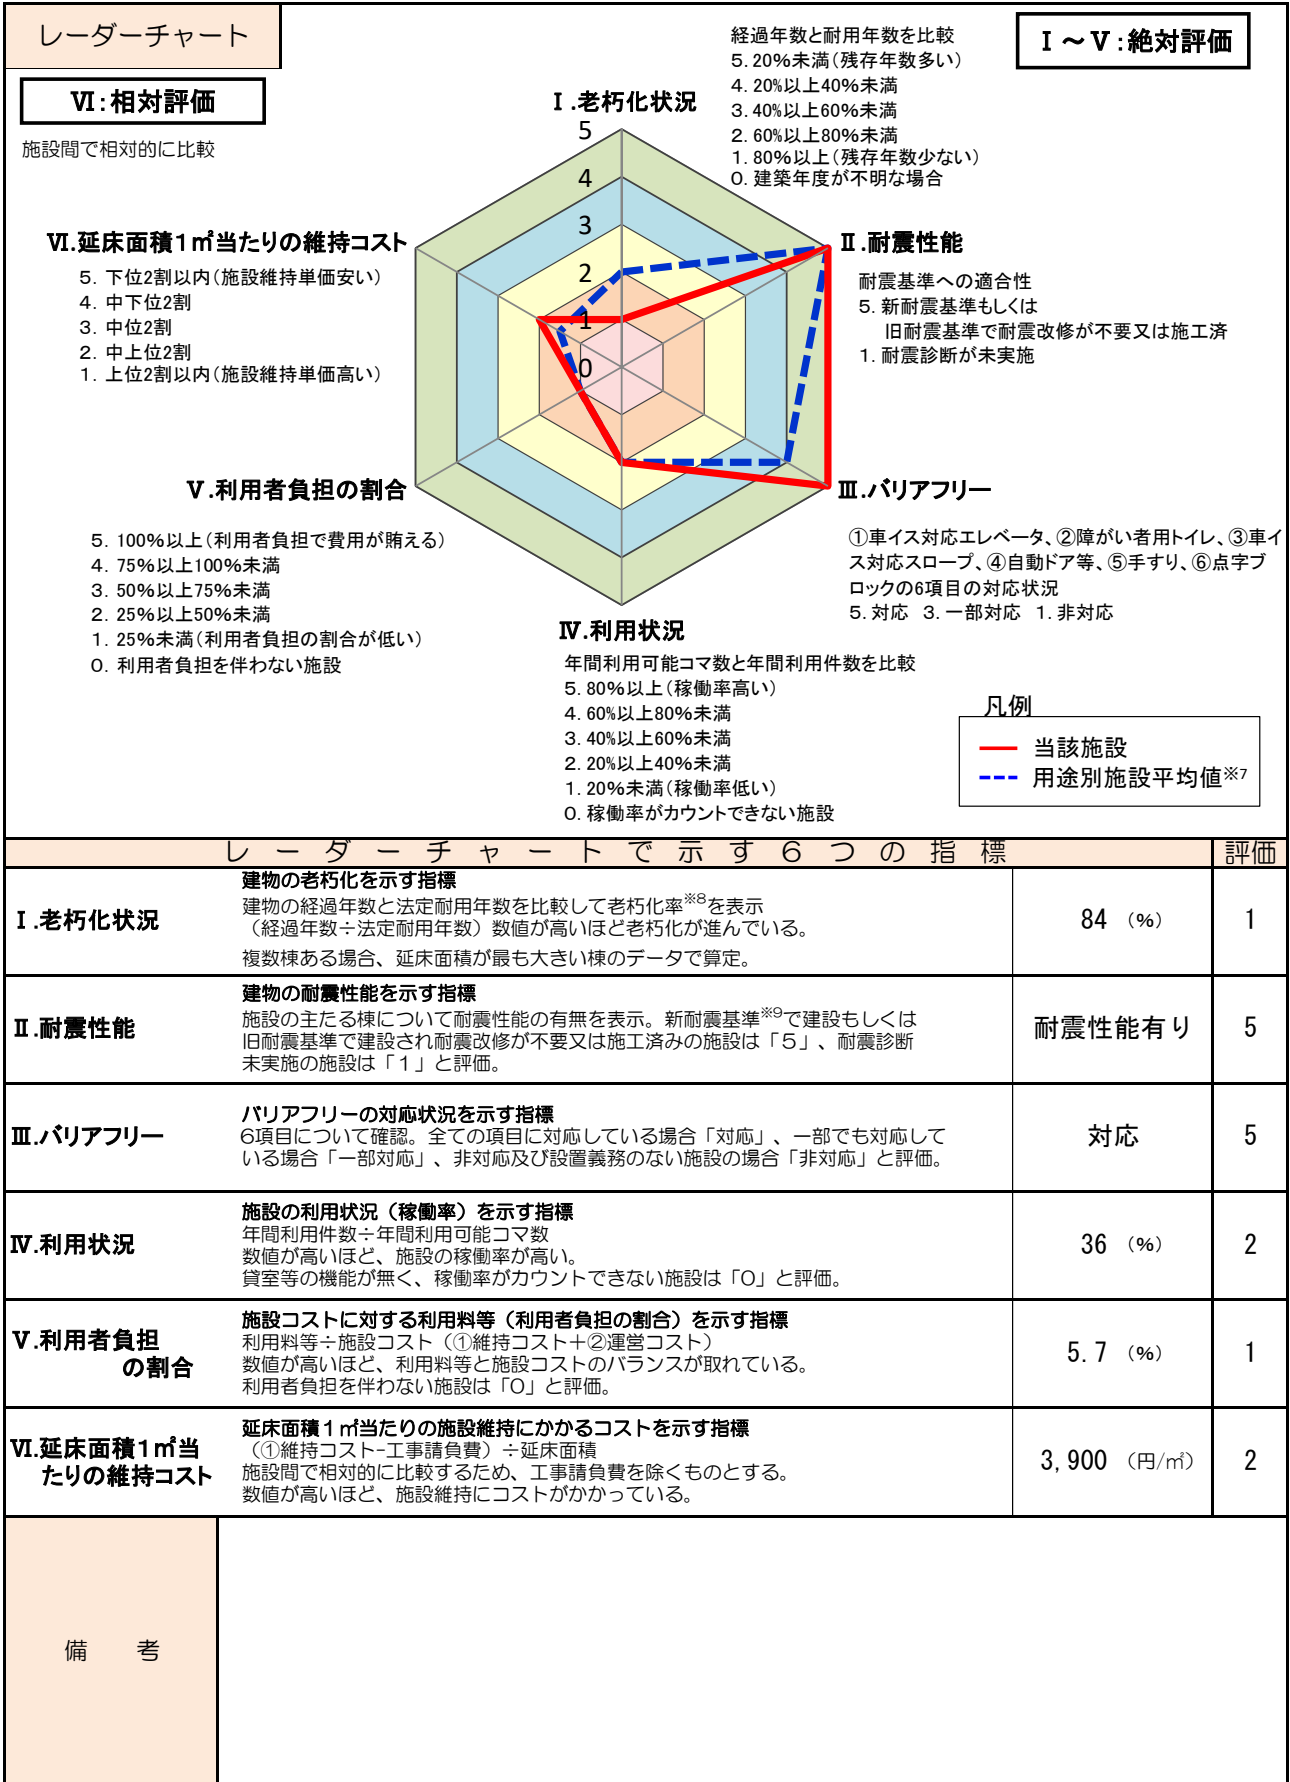 レーダーチャート
Ⅵ:相対評価
施設間で相対的に比較
Ⅰ～Ⅴ:絶対評価
経過年数と耐用年数を比較
5. 20%未満(残存年数多い)
4. 20%以上40%未満
3. 40%以上60%未満
2. 60%以上80%未満
1. 80%以上(残存年数少ない)
0. 建築年度が不明な場合
Ⅰ.老朽化状況
5
4
3
2
1
0
Ⅵ.延床面積1㎡当たりの維持コスト
5. 下位2割以内(施設維持単価安い)
4. 中下位2割
3. 中位2割
2. 中上位2割
1. 上位2割以内(施設維持単価高い)
Ⅱ.耐震性能
耐震基準への適合性
5. 新耐震基準もしくは
旧耐震基準で耐震改修が不要又は施工済
1. 耐震診断が未実施
Ⅴ.利用者負担の割合
5. 100%以上(利用者負担で費用が賄える)
4. 75%以上100%未満
3. 50%以上75%未満
2. 25%以上50%未満
1. 25%未満(利用者負担の割合が低い)
0. 利用者負担を伴わない施設
Ⅲ.バリアフリー
①車イス対応エレベータ、②障がい者用トイレ、③車イ
ス対応スロープ、④自動ドア等、⑤手すり、⑥点字ブ
ロックの6項目の対応状況
5. 対応 3. 一部対応 1. 非対応
Ⅳ.利用状況
年間利用可能コマ数と年間利用件数を比較
5. 80%以上(稼働率高い)
4. 60%以上80%未満
3. 40%以上60%未満
2. 20%以上40%未満
1. 20%未満(稼働率低い)
0. 稼働率がカウントできない施設
凡例
当該施設
用途別施設平均値※7
レーダーチャートで示す6つの指標 評価
Ⅰ.老朽化状況
建物の老朽化を示す指標
建物の経過年数と法定耐用年数を比較して老朽化率※8を表示
(経過年数÷法定耐用年数)数値が高いほど老朽化が進んでいる。
複数棟ある場合、延床面積が最も大きい棟のデータで算定。
84 (%) 1
Ⅱ.耐震性能
建物の耐震性能を示す指標
施設の主たる棟について耐震性能の有無を表示。新耐震基準※9で建設もしくは
旧耐震基準で建設され耐震改修が不要又は施工済みの施設は「5」、耐震診断
未実施の施設は「1」と評価。
耐震性能有り 5
Ⅲ.バリアフリー
バリアフリーの対応状況を示す指標
6項目について確認。全ての項目に対応している場合「対応」、一部でも対応して
いる場合「一部対応」、非対応及び設置義務のない施設の場合「非対応」と評価。
対応 5
Ⅳ.利用状況
施設の利用状況(稼働率)を示す指標
年間利用件数÷年間利用可能コマ数
数値が高いほど、施設の稼働率が高い。
貸室等の機能が無く、稼働率がカウントできない施設は「0」と評価。
36 (%) 2
Ⅴ.利用者負担
の割合
施設コストに対する利用料等(利用者負担の割合)を示す指標
利用料等÷施設コスト(①維持コスト+②運営コスト)
数値が高いほど、利用料等と施設コストのバランスが取れている。
利用者負担を伴わない施設は「0」と評価。
5.7 (%) 1
Ⅵ.延床面積1㎡当
たりの維持コスト
延床面積1㎡当たりの施設維持にかかるコストを示す指標
(①維持コスト-工事請負費)÷延床面積
施設間で相対的に比較するため、工事請負費を除くものとする。
数値が高いほど、施設維持にコストがかかっている。
3,900 (円/㎡) 2
備 考